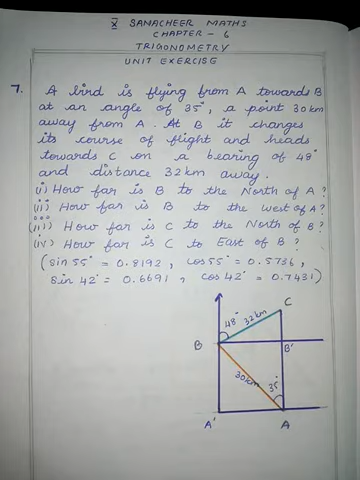 X SAMACHEER MATHS
CHAPTER - 6
TRIGONOMETRY
UNIT EXERCISE
7. A bird is flying from A towards B
at an angle of 35°, a point 30 km
away from A. At B it changes
its course of flight and heads
towards C on a bearing of 48°
and distance 32 km away.
(i) How far is B to the North of A?
(ii) How far is B to the west of A?
(iii) How far is C to the North of B?
(iv) How far is C to East of B?
(sin 55° = 0.8192, cos 55° = 0.5736,
sin 42° = 0.6691, cos 42° = 0.7431)
C
48° 32 km
B B'
30 km 35°
A' A